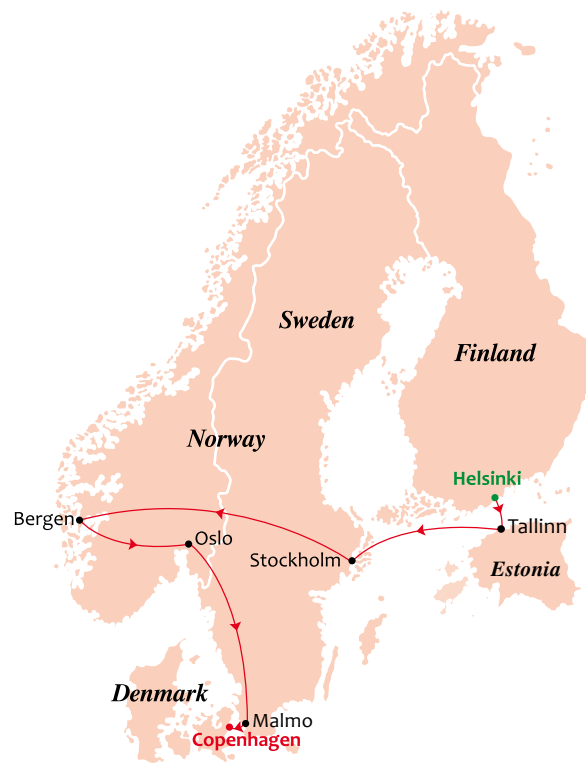 Sweden
Finland
Norway
Helsinki
Bergen
Tallinn
Oslo
Stockholm
Estonia
Denmark
Malmo
Copenhagen